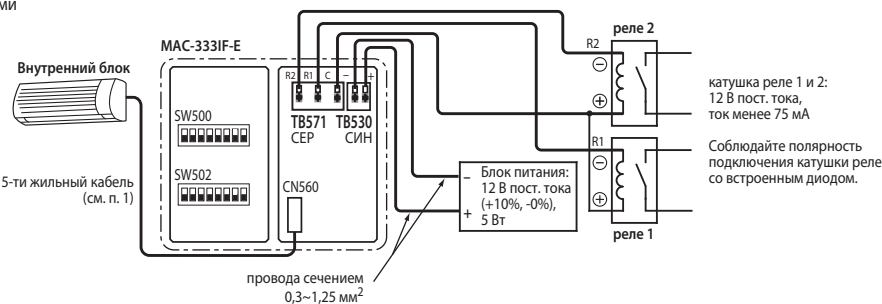 ми
MAC-333IF-E
Внутренний блок
5-ти жильный кабель
(см. п. 1)
SW500
SW502
R2 R1 C − +
TB571 TB530
СЕР СИН
CN560
провода сечением
0,3~1,25 мм²
− Блок питания:
12 В пост. тока
(+10%, -0%),
+ 5 Вт
реле 2
R2
−
+
R1
−
+
реле 1
катушка реле 1 и 2:
12 В пост. тока,
ток менее 75 мА
Соблюдайте полярность
подключения катушки реле
со встроенным диодом.